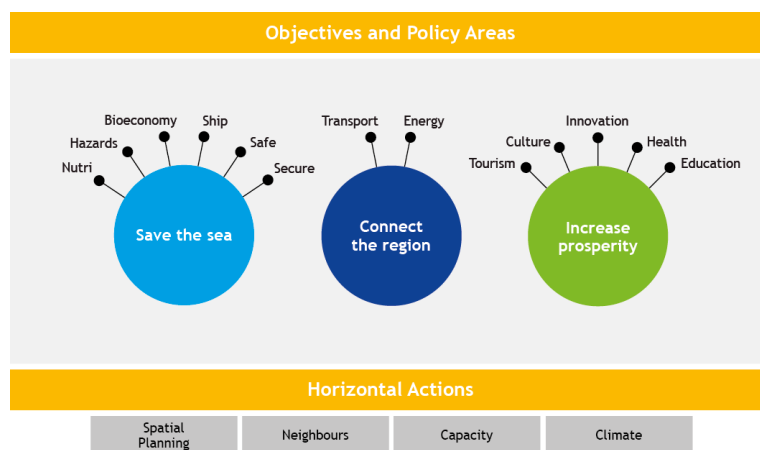 Objectives and Policy Areas
Nutri
Hazards
Bioeconomy
Ship
Safe
Secure
Save the sea
Transport
Energy
Connect
the region
Tourism
Culture
Innovation
Health
Education
Increase
prosperity
Horizontal Actions
Spatial
Planning
Neighbours
Capacity
Climate